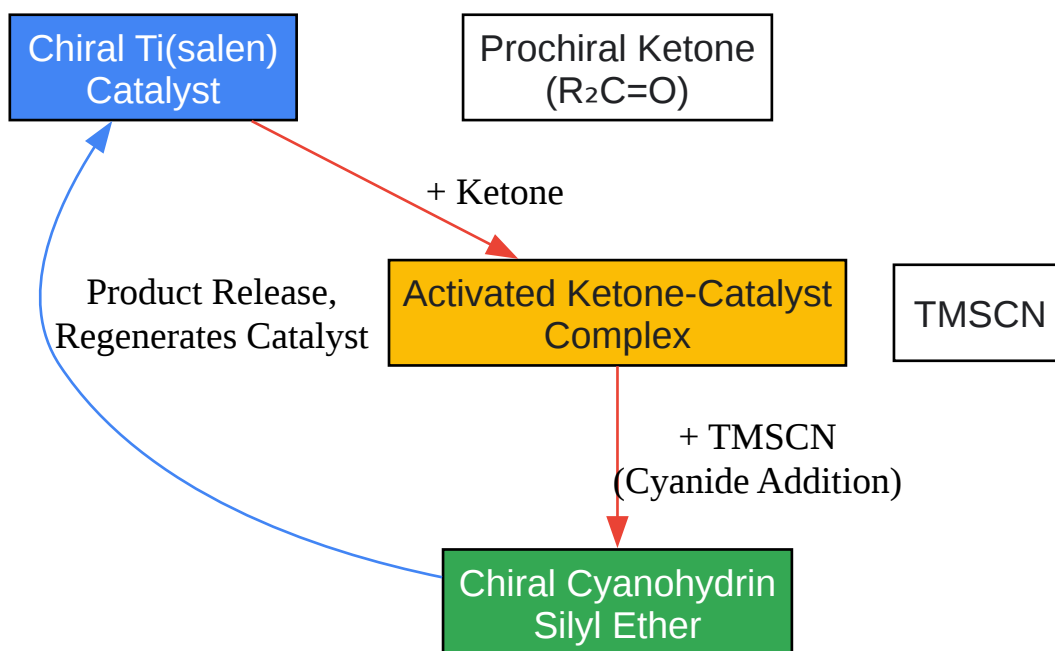 Chiral Ti(salen)
Catalyst
Prochiral Ketone
(R₂C=O)
+ Ketone
Product Release,
Regenerates Catalyst
Activated Ketone-Catalyst
Complex
TMSCN
+ TMSCN
(Cyanide Addition)
Chiral Cyanohydrin
Silyl Ether